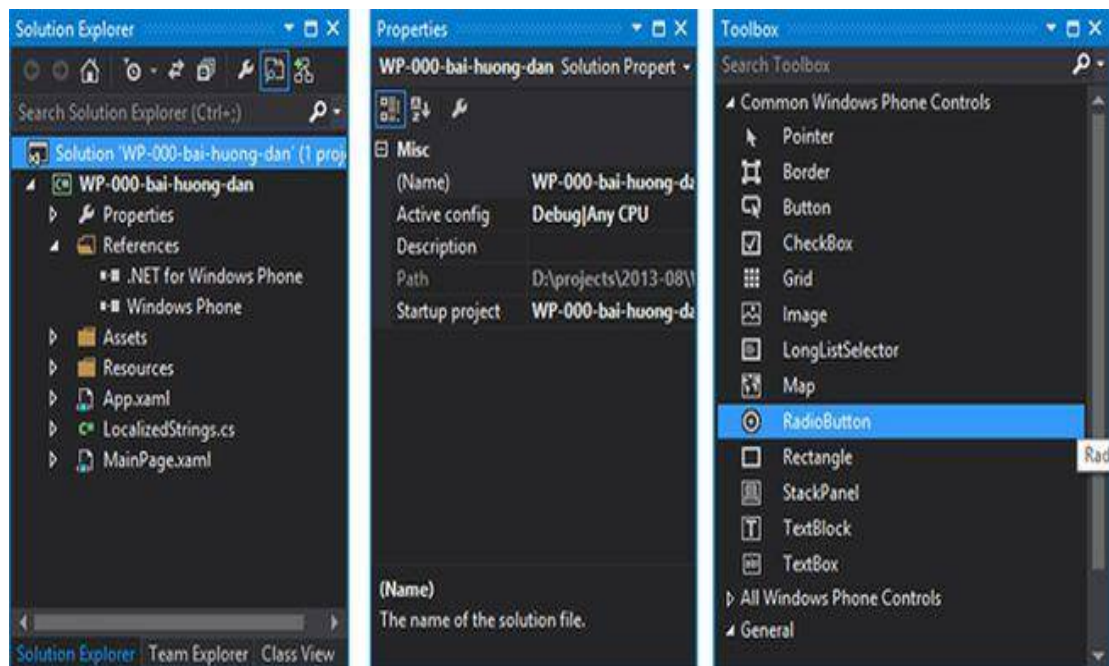 Solution Explorer
Search Solution Explorer (Ctrl+;)
Solution 'WP-000-bai-huong-dan' (1 proj
WP-000-bai-huong-dan
Properties
References
.NET for Windows Phone
Windows Phone
Assets
Resources
App.xaml
LocalizedStrings.cs
MainPage.xaml
Solution Explorer Team Explorer Class View
Properties
WP-000-bai-huong-dan Solution Propert
Misc
(Name) WP-000-bai-huong-da
Active config Debug|Any CPU
Description
Path D:\projects\2013-08\
Startup project WP-000-bai-huong-da
(Name)
The name of the solution file.
Toolbox
Search Toolbox
Common Windows Phone Controls
Pointer
Border
Button
CheckBox
Grid
Image
LongListSelector
Map
RadioButton
Rad
Rectangle
StackPanel
TextBlock
TextBox
All Windows Phone Controls
General